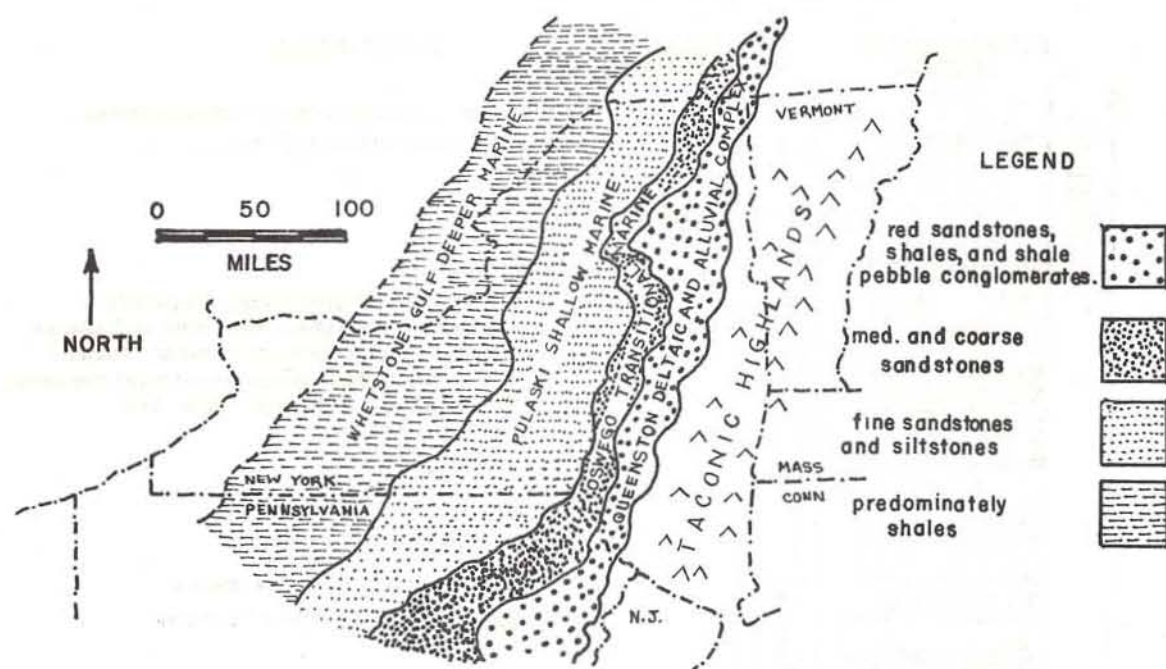 VERMONT
LEGEND
0 50 100
MILES
NORTH
WHETSTONE GULF DEEPER MARINE
PULASKI SHALLOW MARINE
OSWEGO TRANSITIONAL MARINE
QUEENSTON DELTAIC AND ALLUVIAL COMPLEX
TACONIC HIGHLANDS
red sandstones,
shales, and shale
pebble conglomerates.
med. and coarse
sandstones
fine sandstones
and siltstones
predominately
shales
NEW YORK
PENNSYLVANIA
MASS
CONN
N.J.